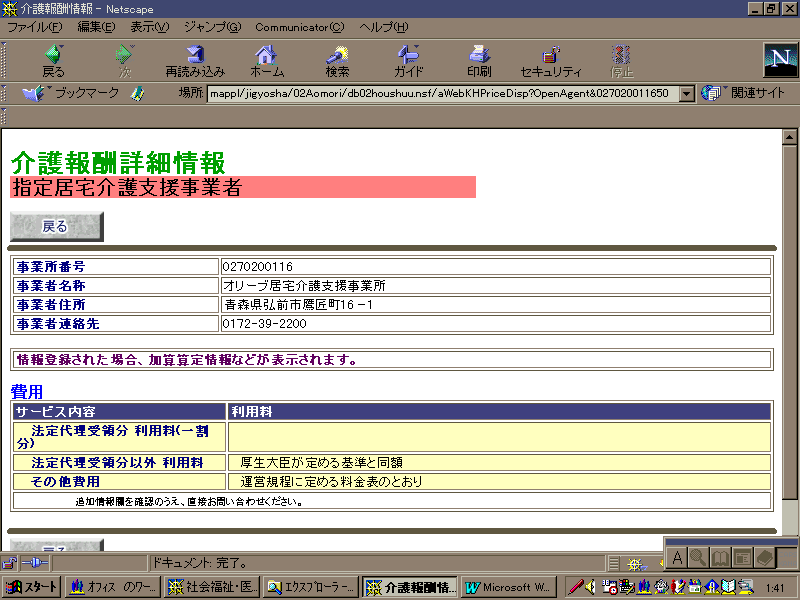 介護報酬情報 - Netscape
ファイル(F) 編集(E) 表示(V) ジャンプ(G) Communicator(C) ヘルプ(H)
戻る 次 再読み込み ホーム 検索 ガイド 印刷 セキュリティ 停止 N
ブックマーク 場所: mappl/jigyosha/02Aomori/db02houshuu.nsf/aWebKHPriceDisp?OpenAgent&027020011650 関連サイト
介護報酬詳細情報
指定居宅介護支援事業者
戻る
事業所番号 0270200116
事業者名称 オリーブ居宅介護支援事業所
事業者住所 青森県弘前市鷹匠町16－1
事業者連絡先 0172-39-2200
情報登録された場合、加算算定情報などが表示されます。
費用
サービス内容 利用料
法定代理受領分 利用料(一割
分)
法定代理受領分以外 利用料 厚生大臣が定める基準と同額
その他費用 運営規程に定める料金表のとおり
追加情報欄を確認のうえ、直接お問い合わせください。
戻る
ドキュメント: 完了。
A
スタート オフィス のワー... 社会福祉・医... エクスプローラー-... 介護報酬情... Microsoft W... 1:41